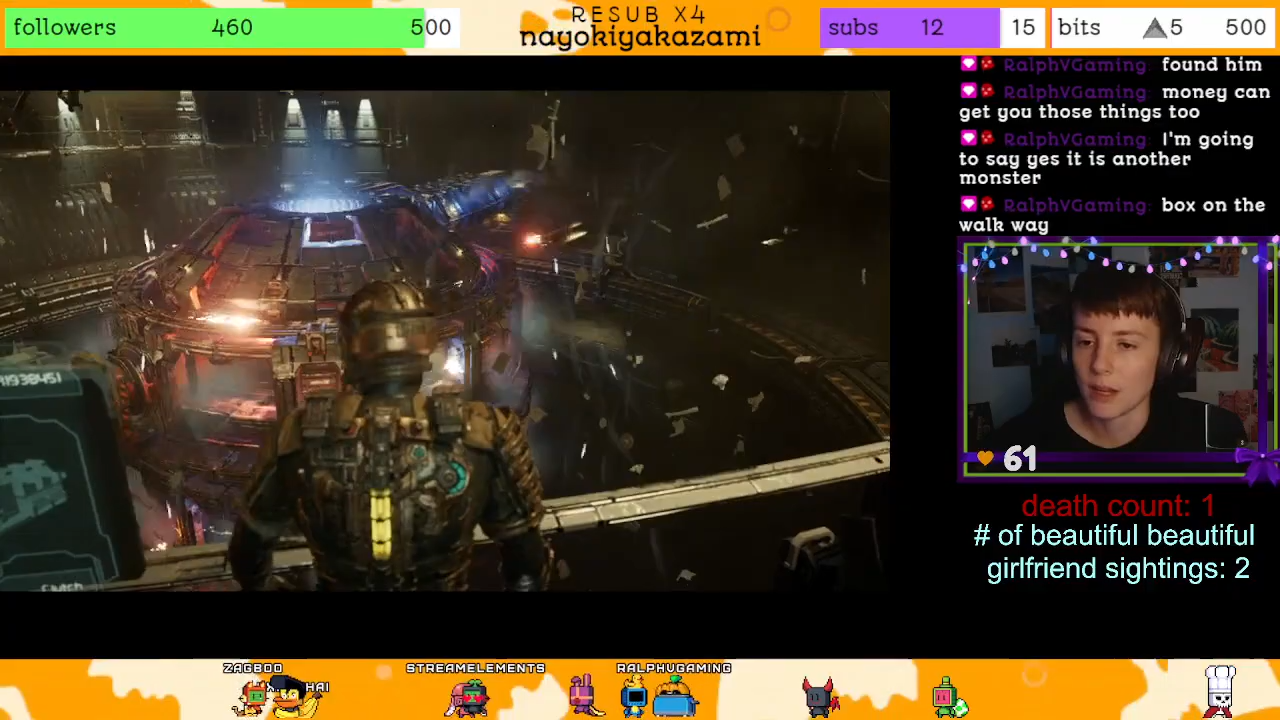 followers 460 500
RESUB X4
nayokiyakazami
subs 12 15
bits 5 500
RalphVGaming: found him
RalphVGaming: money can
get you those things too
RalphVGaming: I'm going
to say yes it is another
monster
RalphVGaming: box on the
walk way
61
death count: 1
# of beautiful beautiful
girlfriend sightings: 2
ZAGBOO
HAI
STREAMELEMENTS
RALPHVGAMING